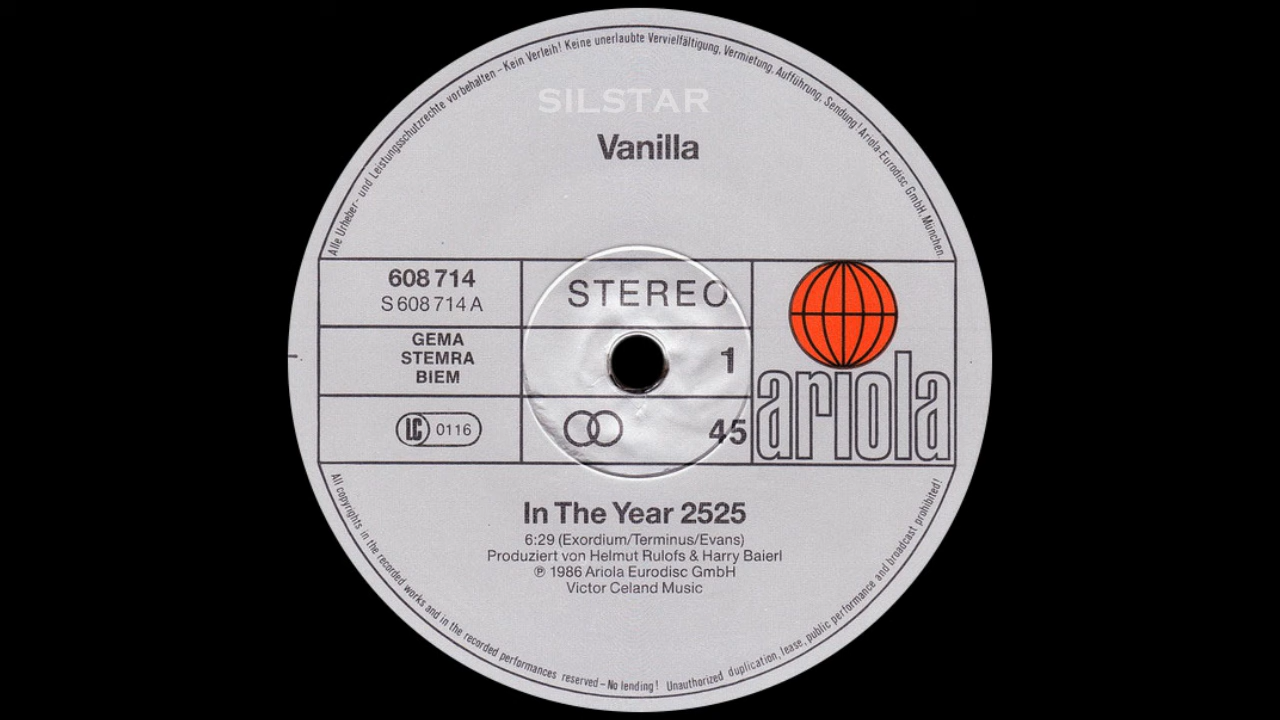 Alle Urheber- und Leistungsschutzrechte vorbehalten – Kein Verleih! Keine unerlaubte Vervielfältigung, Vermietung, Aufführung, Sendung! Ariola-Eurodisc GmbH, München.
SILSTAR
Vanilla
608 714
S 608 714 A
STEREO
GEMA
STEMRA
BIEM
1
LC 0116
45
ariola
In The Year 2525
6:29 (Exordium/Terminus/Evans)
Produziert von Helmut Rulofs & Harry Baierl
℗ 1986 Ariola Eurodisc GmbH
Victor Celand Music
All copyrights in the recorded works and in the recorded performances reserved – No lending! Unauthorized duplication, lease, public performance and broadcast prohibited!